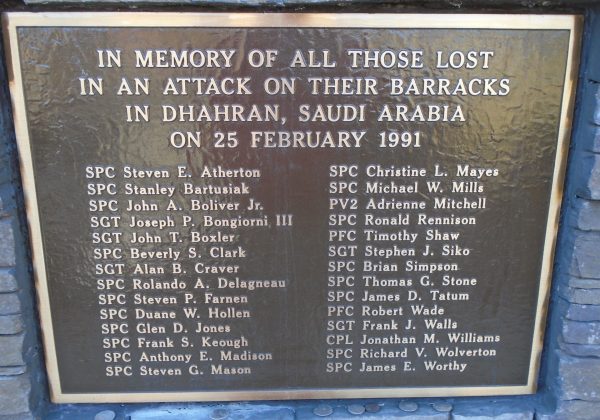 IN MEMORY OF ALL THOSE LOST
IN AN ATTACK ON THEIR BARRACKS
IN DHAHRAN, SAUDI ARABIA
ON 25 FEBRUARY 1991
SPC Steven E. Atherton
SPC Stanley Bartusiak
SPC John A. Boliver Jr.
SGT Joseph P. Bongiorni III
SGT John T. Boxler
SPC Beverly S. Clark
SGT Alan B. Craver
SPC Rolando A. Delagneau
SPC Steven P. Farnen
SPC Duane W. Hollen
SPC Glen D. Jones
SPC Frank S. Keough
SPC Anthony E. Madison
SPC Steven G. Mason
SPC Christine L. Mayes
SPC Michael W. Mills
PV2 Adrienne Mitchell
SPC Ronald Rennison
PFC Timothy Shaw
SGT Stephen J. Siko
SPC Brian Simpson
SPC Thomas G. Stone
SPC James D. Tatum
PFC Robert Wade
SGT Frank J. Walls
CPL Jonathan M. Williams
SPC Richard V. Wolverton
SPC James E. Worthy